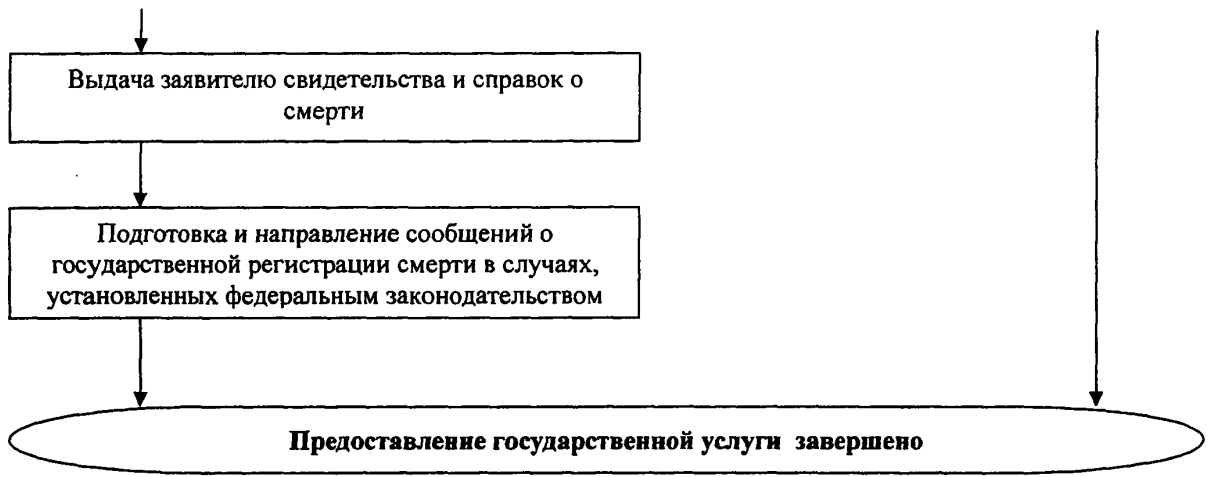 Выдача заявителю свидетельства и справок о
смерти
Подготовка и направление сообщений о
государственной регистрации смерти в случаях,
установленных федеральным законодательством
Предоставление государственной услуги завершено